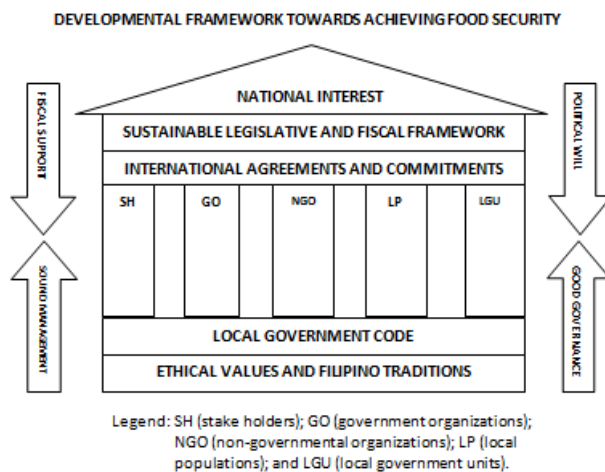 DEVELOPMENTAL FRAMEWORK TOWARDS ACHIEVING FOOD SECURITY
NATIONAL INTEREST
SUSTAINABLE LEGISLATIVE AND FISCAL FRAMEWORK
INTERNATIONAL AGREEMENTS AND COMMITMENTS
FISCAL SUPPORT
POLITICAL WILL
SH GO NGO LP LGU
SOUND MANAGEMENT
GOOD GOVERNANCE
LOCAL GOVERNMENT CODE
ETHICAL VALUES AND FILIPINO TRADITIONS
Legend: SH (stake holders); GO (government organizations);
NGO (non-governmental organizations); LP (local
populations); and LGU (local government units).